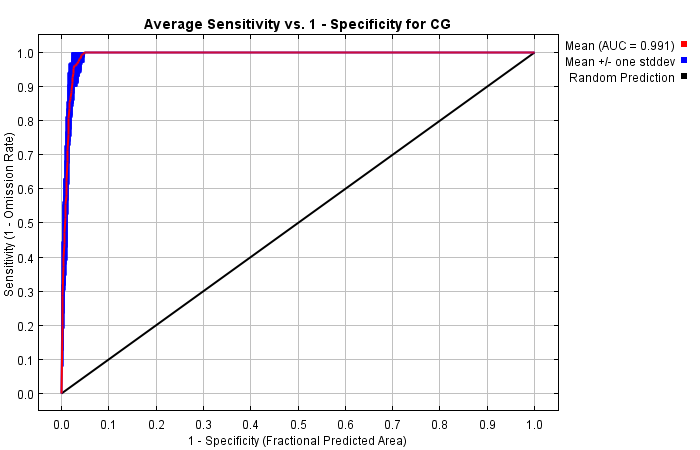 Average Sensitivity vs. 1 - Specificity for CG
Mean (AUC = 0.991)
Mean +/- one stddev
Random Prediction
Sensitivity (1 - Omission Rate)
1.0
0.9
0.8
0.7
0.6
0.5
0.4
0.3
0.2
0.1
0.0
0.0 0.1 0.2 0.3 0.4 0.5 0.6 0.7 0.8 0.9 1.0
1 - Specificity (Fractional Predicted Area)